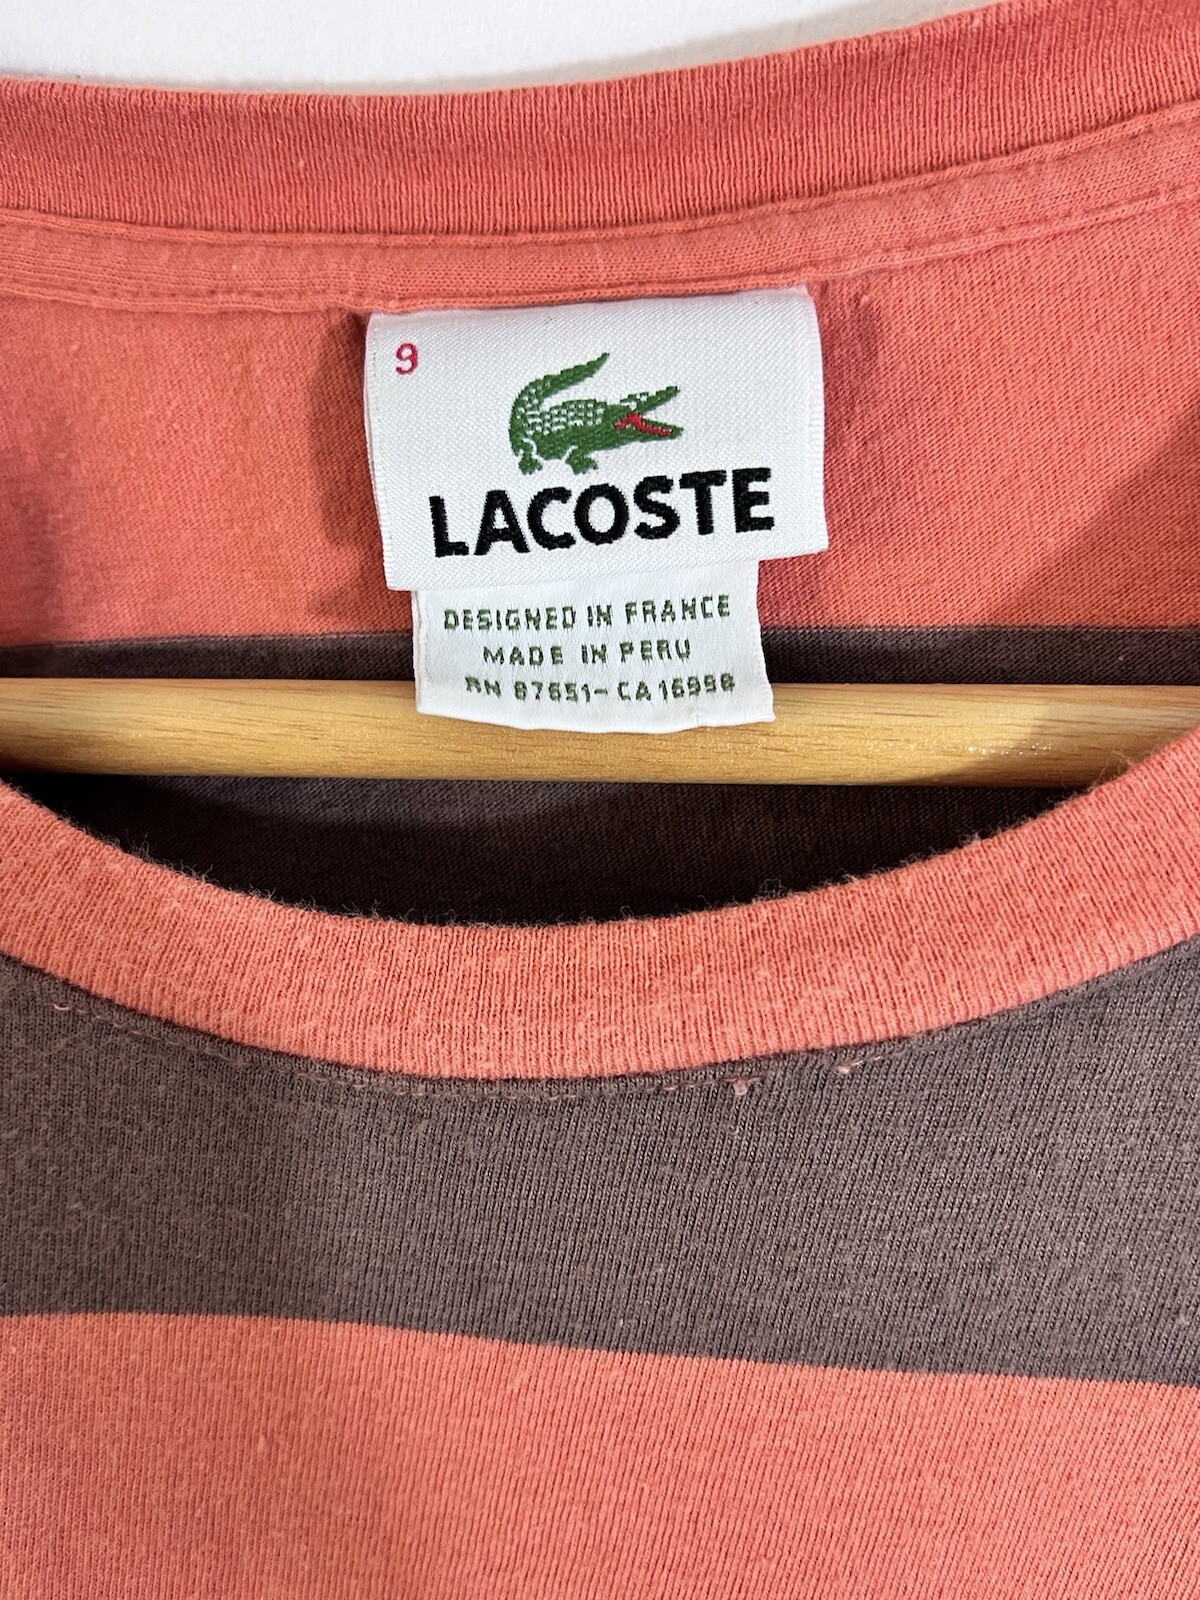 9
LACOSTE
DESIGNED IN FRANCE
MADE IN PERU
RN 87651- CA 16998